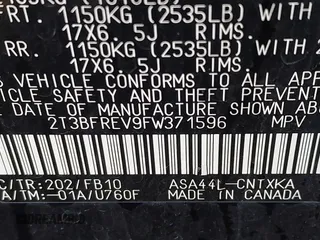 FRT. 1150KG (2535LB) WITH
17X6. 5J RIMS.
RR. 1150KG (2535LB) WITH
17X6. 5J RIMS.
S VEHICLE CONFORMS TO ALL APP
VEHICLE SAFETY AND THEFT PREVENT
E DATE OF MANUFACTURE SHOWN AB
2T3BFREV9FW371596 MPV
C/TR:202/FB10 ASA44L-CNTXKA
A/TM:-01A/U760F MADE IN CANADA